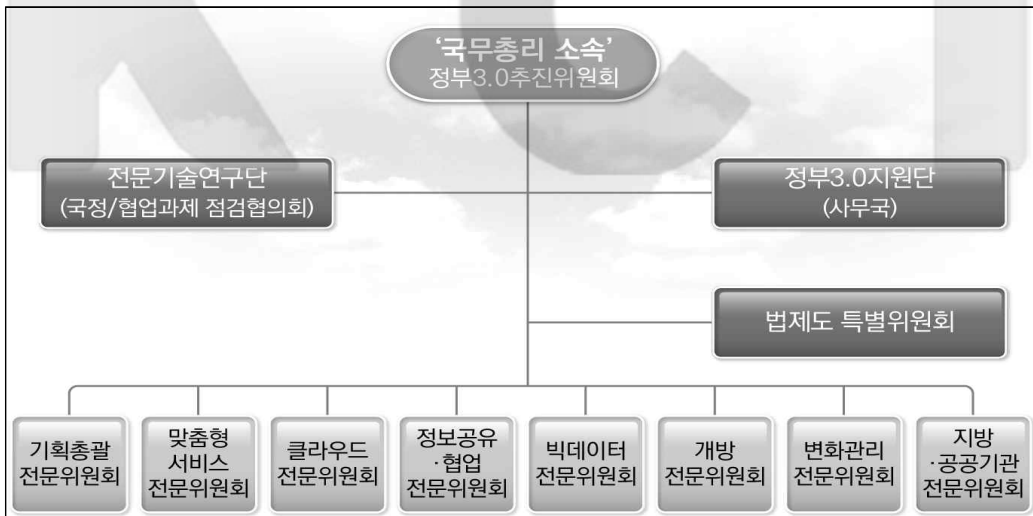 '국무총리 소속'
정부3.0추진위원회
전문기술연구단
(국정/협업과제 점검협의회)
정부3.0지원단
(사무국)
법제도 특별위원회
기획총괄
전문위원회
맞춤형
서비스
전문위원회
클라우드
전문위원회
정보공유
·협업
전문위원회
빅데이터
전문위원회
개방
전문위원회
변화관리
전문위원회
지방
·공공기관
전문위원회